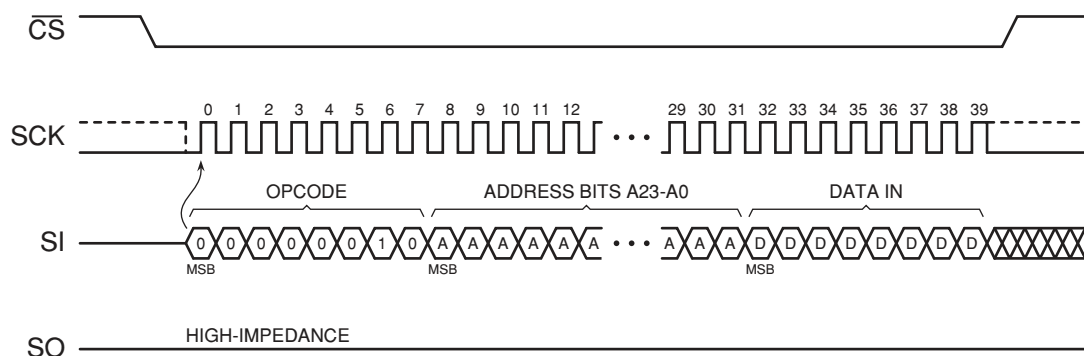 CS
0 1 2 3 4 5 6 7 8 9 10 11 12 29 30 31 32 33 34 35 36 37 38 39
SCK
OPCODE ADDRESS BITS A23-A0 DATA IN
SI 0 0 0 0 0 0 1 0 A A A A A A A A A D D D D D D D D
MSB MSB MSB
HIGH-IMPEDANCE
SO